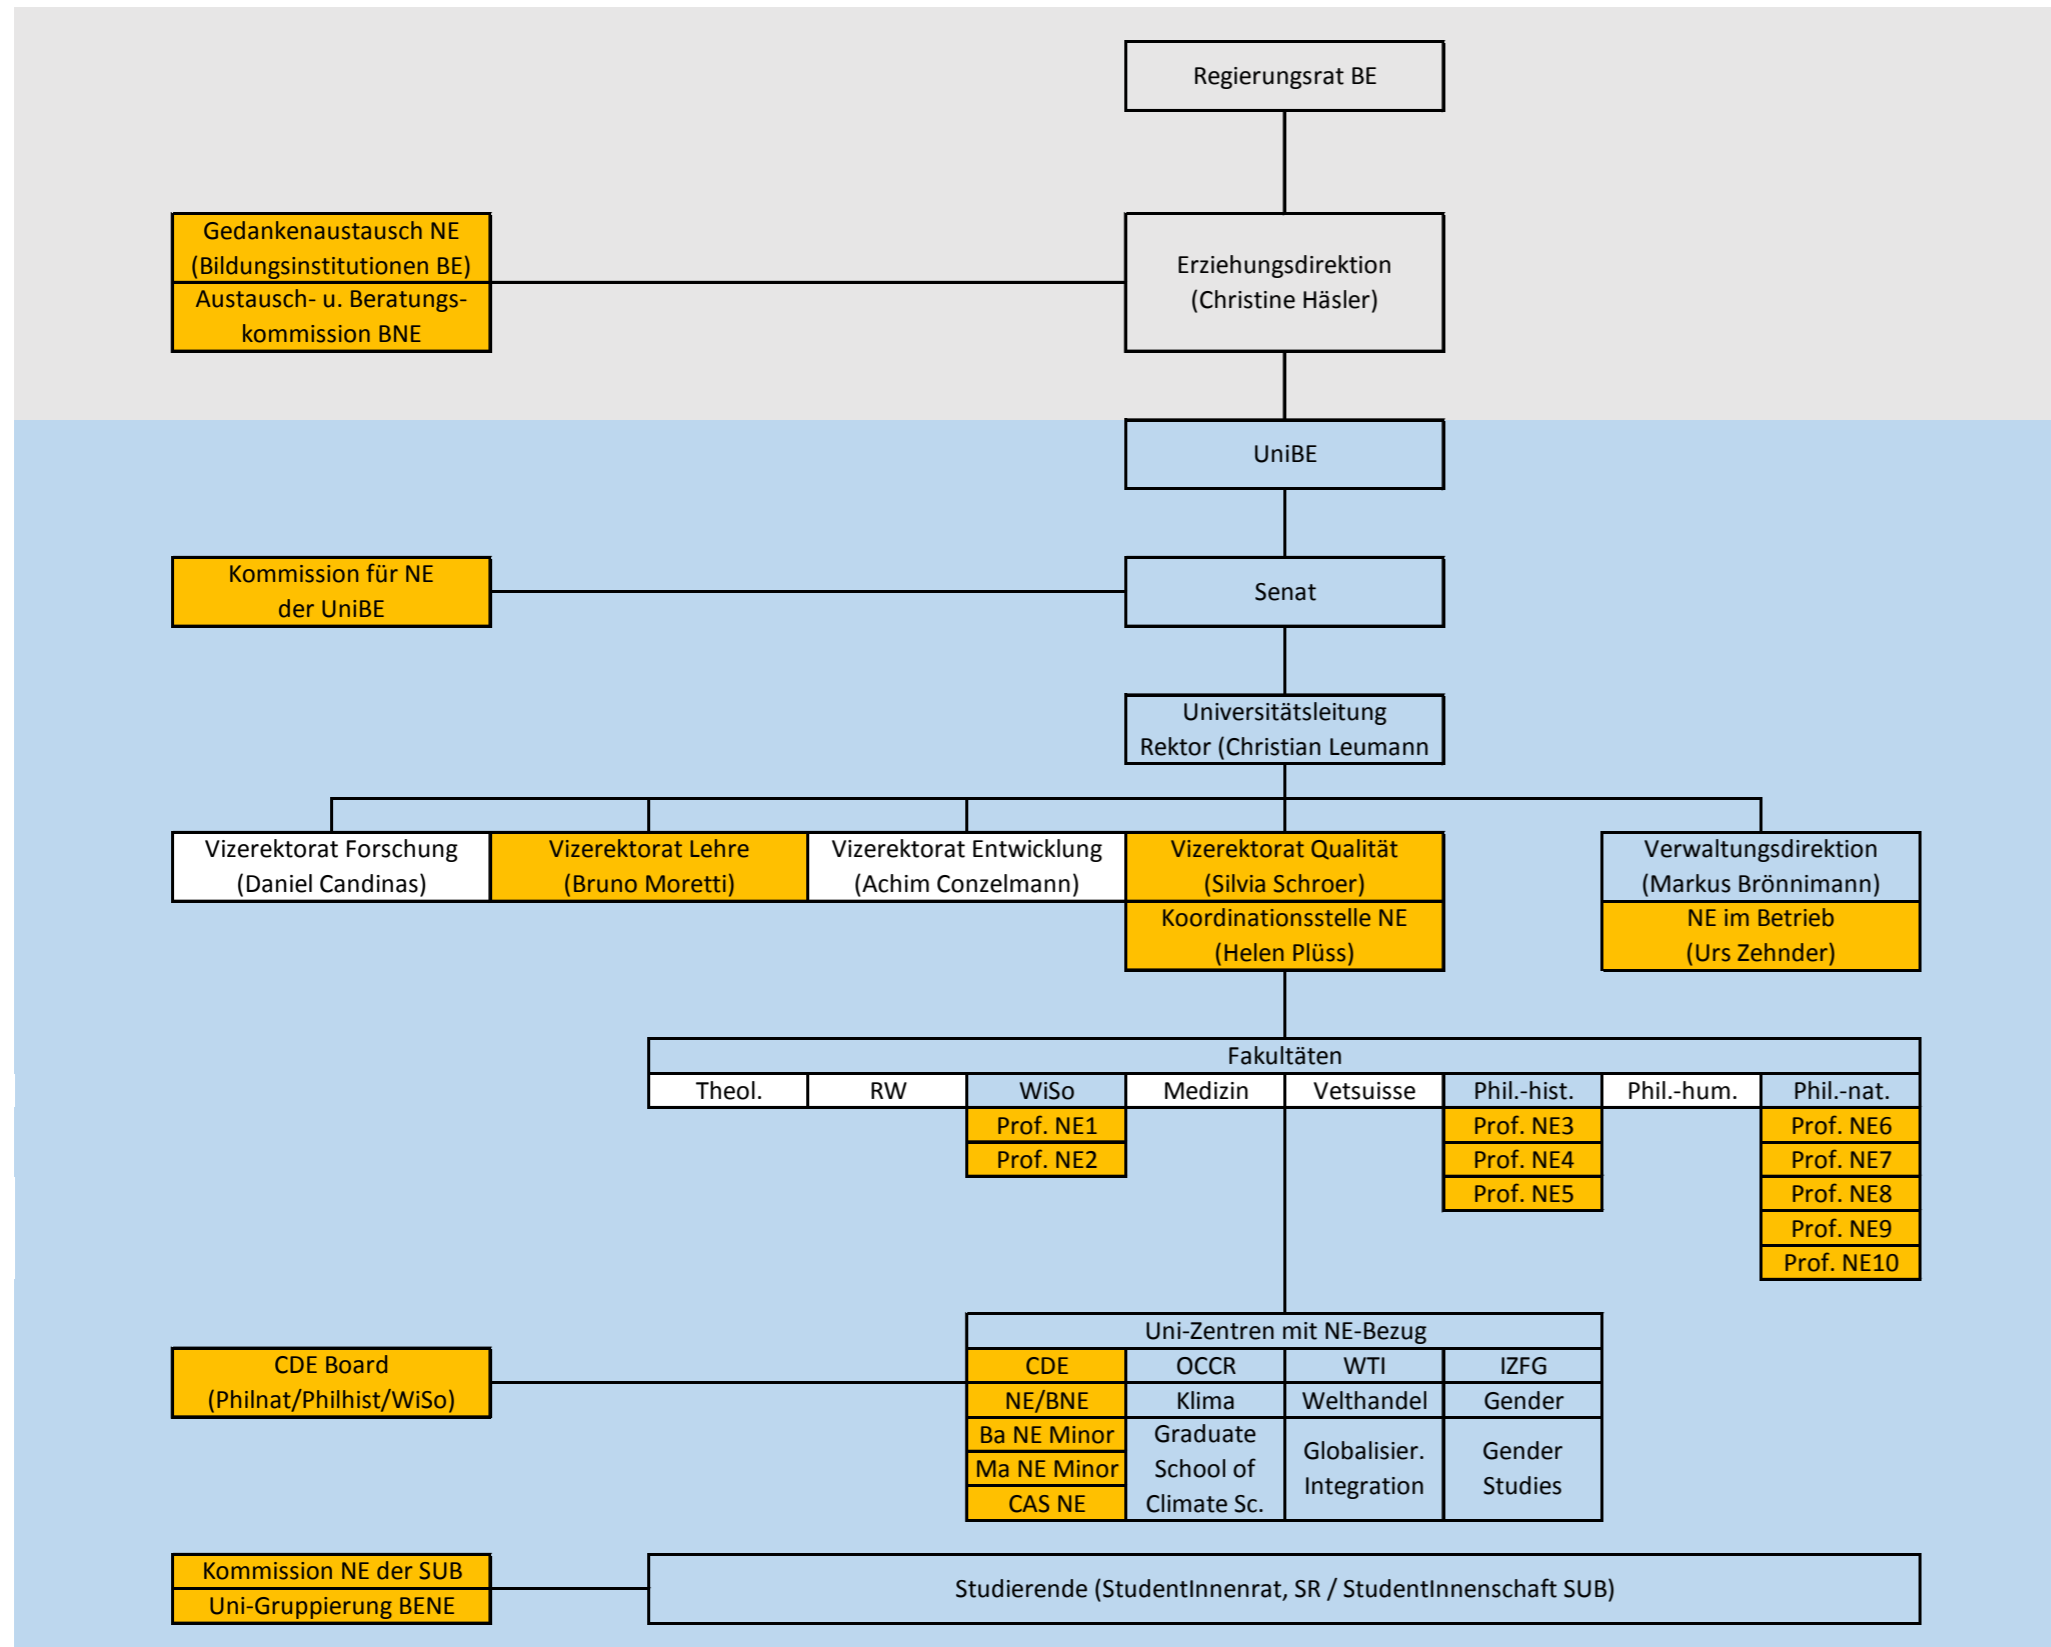 Regierungsrat BE
Gedankenaustausch NE
(Bildungsinstitutionen BE)
Austausch- u. Beratungs-
kommission BNE
Erziehungsdirektion
(Christine Häsler)
UniBE
Kommission für NE
der UniBE
Senat
Universitätsleitung
Rektor (Christian Leumann
Vizerektorat Forschung
(Daniel Candinas)
Vizerektorat Lehre
(Bruno Moretti)
Vizerektorat Entwicklung
(Achim Conzelmann)
Vizerektorat Qualität
(Silvia Schroer)
Koordinationsstelle NE
(Helen Plüss)
Verwaltungsdirektion
(Markus Brönnimann)
NE im Betrieb
(Urs Zehnder)
Fakultäten
Theol.
RW
WiSo
Medizin
Vetsuisse
Phil.-hist.
Phil.-hum.
Phil.-nat.
Prof. NE1
Prof. NE2
Prof. NE3
Prof. NE4
Prof. NE5
Prof. NE6
Prof. NE7
Prof. NE8
Prof. NE9
Prof. NE10
CDE Board
(Philnat/Philhist/WiSo)
Uni-Zentren mit NE-Bezug
CDE
OCCR
WTI
IZFG
NE/BNE
Klima
Welthandel
Gender
Ba NE Minor
Ma NE Minor
CAS NE
Graduate
School of
Climate Sc.
Globalisier.
Integration
Gender
Studies
Kommission NE der SUB
Uni-Gruppierung BENE
Studierende (StudentInnenrat, SR / StudentInnenschaft SUB)